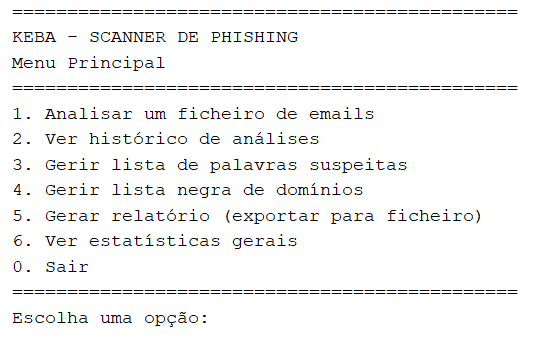 ==============================================
KEBA - SCANNER DE PHISHING
Menu Principal
==============================================
1. Analisar um ficheiro de emails
2. Ver histórico de análises
3. Gerir lista de palavras suspeitas
4. Gerir lista negra de domínios
5. Gerar relatório (exportar para ficheiro)
6. Ver estatísticas gerais
0. Sair
==============================================
Escolha uma opção: